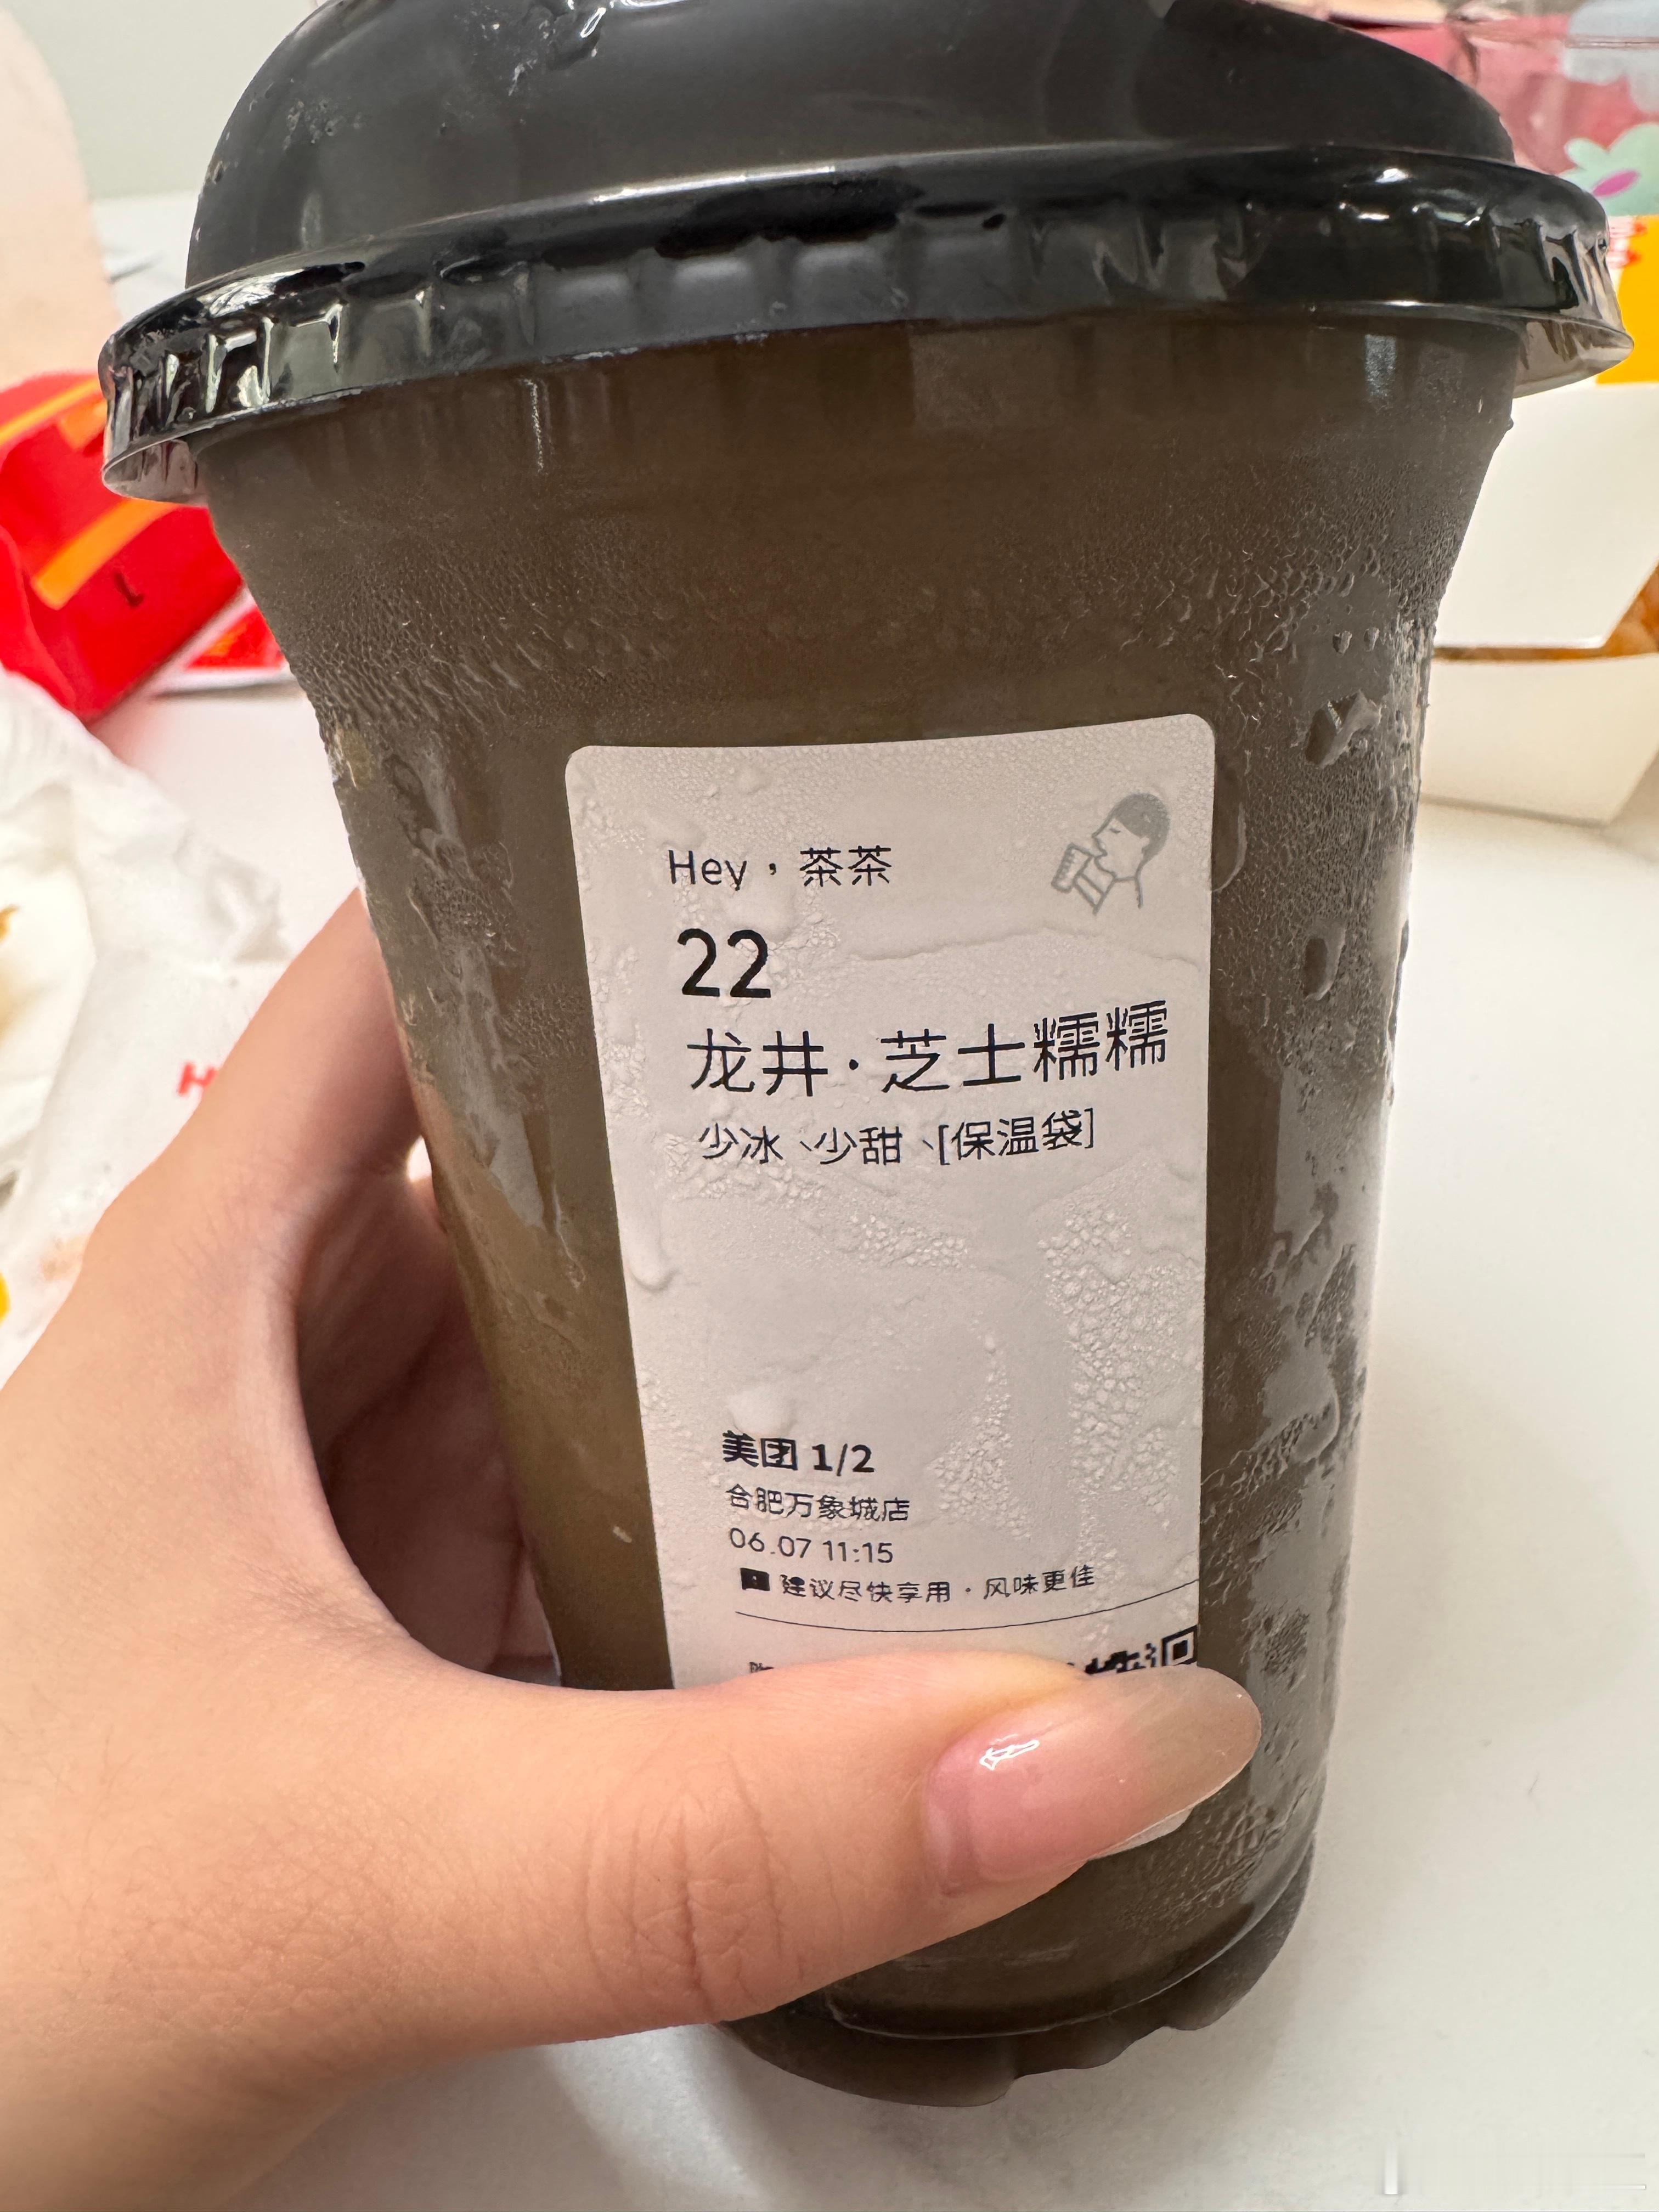 Hey，茶茶
22
龙井·芝士糯糯
少冰、少甜、[保温袋]
美团 1/2
合肥万象城店
06.07 11:15
建议尽快享用·风味更佳